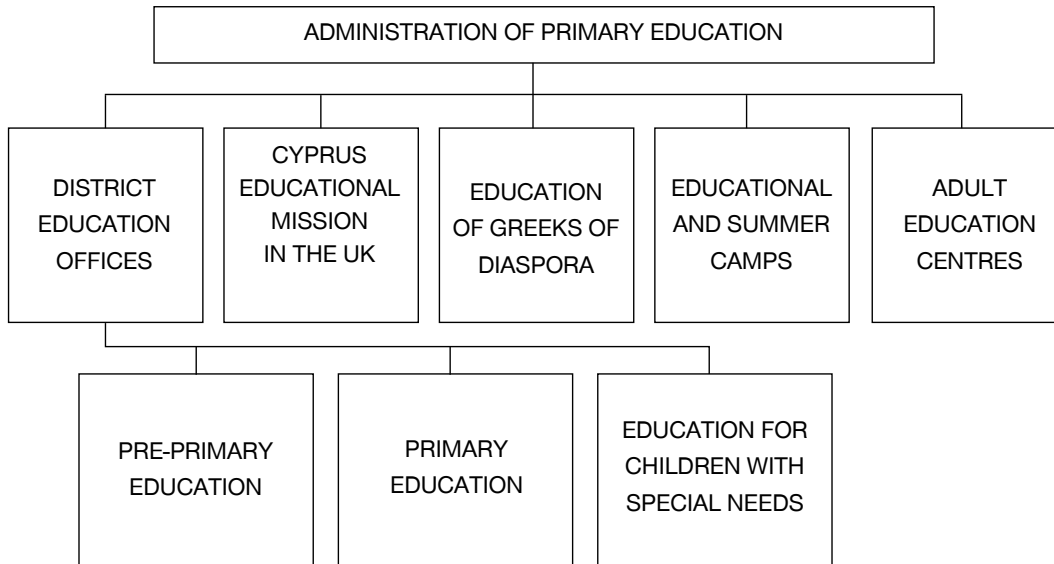 ADMINISTRATION OF PRIMARY EDUCATION
DISTRICT
EDUCATION
OFFICES
CYPRUS
EDUCATIONAL
MISSION
IN THE UK
EDUCATION
OF GREEKS OF
DIASPORA
EDUCATIONAL
AND SUMMER
CAMPS
ADULT
EDUCATION
CENTRES
PRE-PRIMARY
EDUCATION
PRIMARY
EDUCATION
EDUCATION FOR
CHILDREN WITH
SPECIAL NEEDS